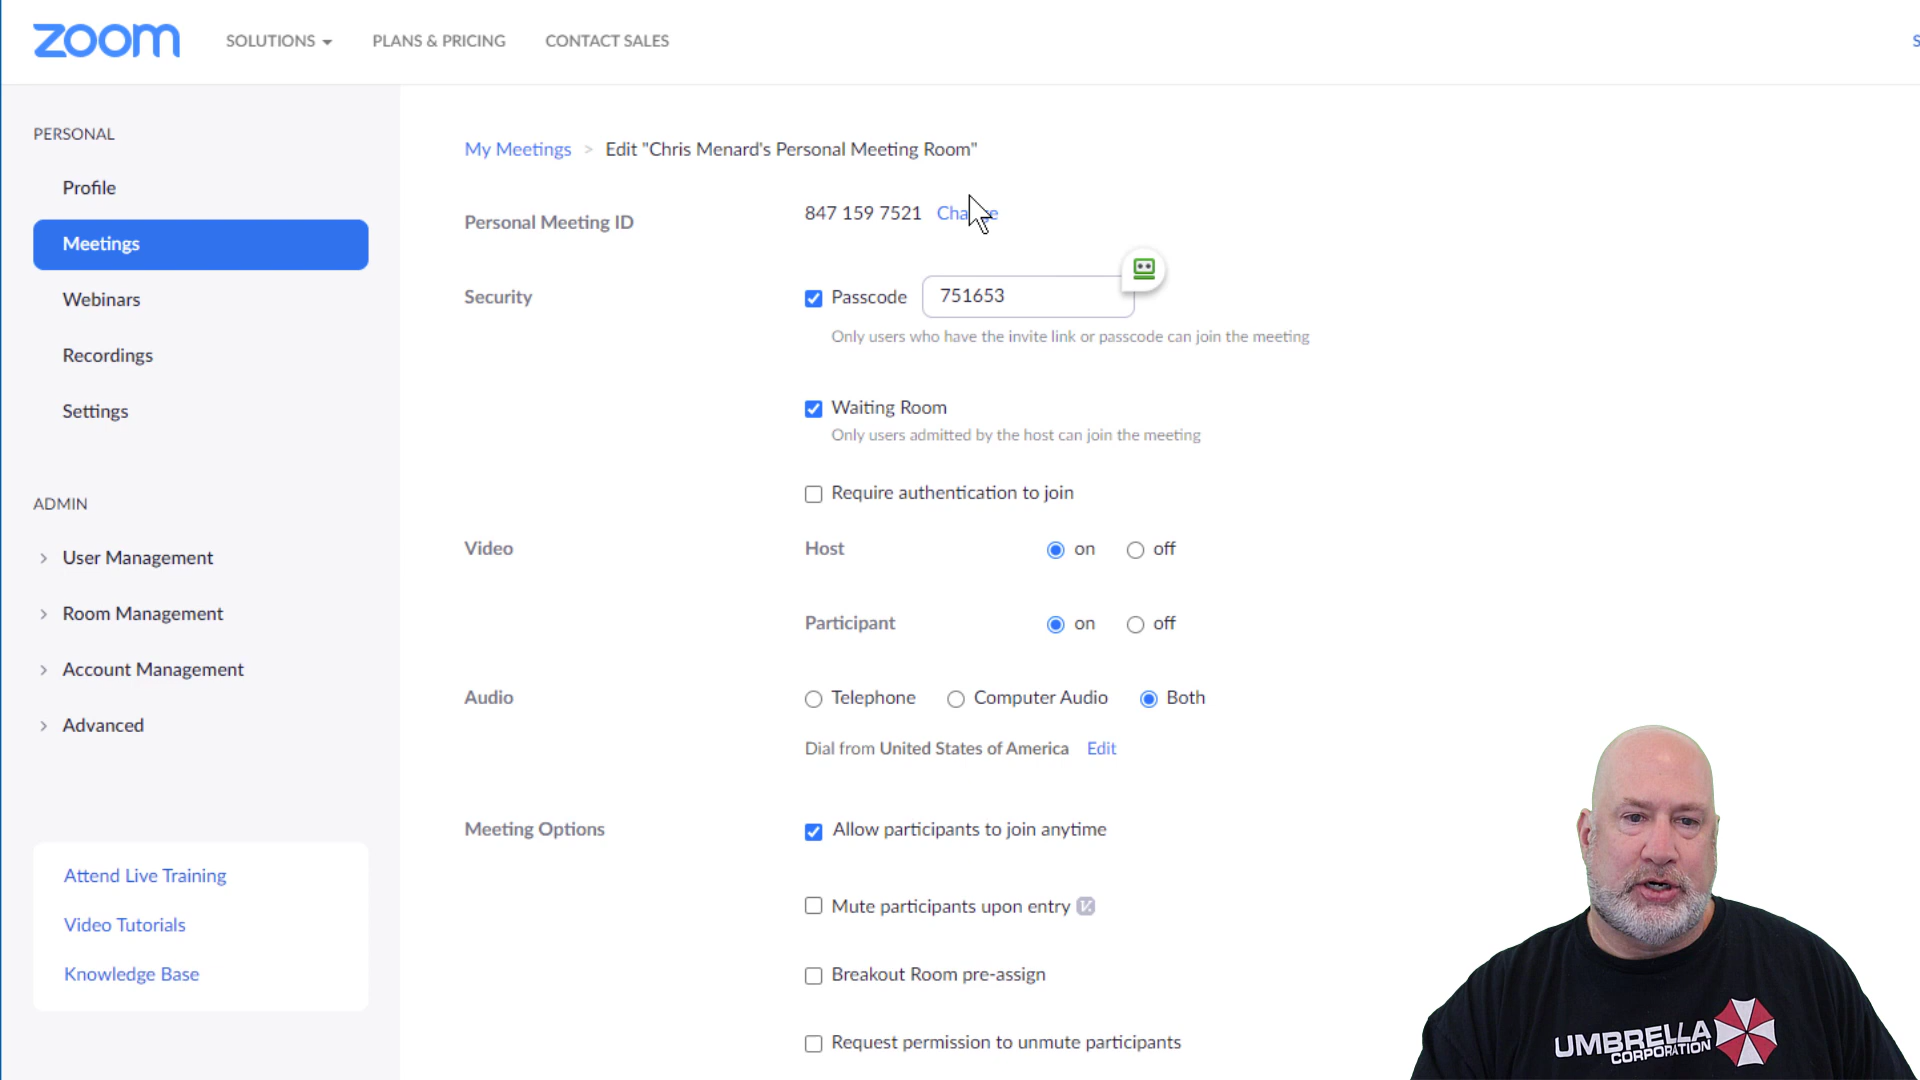 zoom
SOLUTIONS
PLANS & PRICING
CONTACT SALES
S
PERSONAL
Profile
Meetings
Webinars
Recordings
Settings
ADMIN
User Management
Room Management
Account Management
Advanced
Attend Live Training
Video Tutorials
Knowledge Base
My Meetings > Edit "Chris Menard's Personal Meeting Room"
Personal Meeting ID
847 159 7521 Change
Security
Passcode 751653
Only users who have the invite link or passcode can join the meeting
Waiting Room
Only users admitted by the host can join the meeting
Require authentication to join
Video
Host on off
Participant on off
Audio
Telephone Computer Audio Both
Dial from United States of America Edit
Meeting Options
Allow participants to join anytime
Mute participants upon entry
Breakout Room pre-assign
Request permission to unmute participants
UMBRELLA
CORPORATION